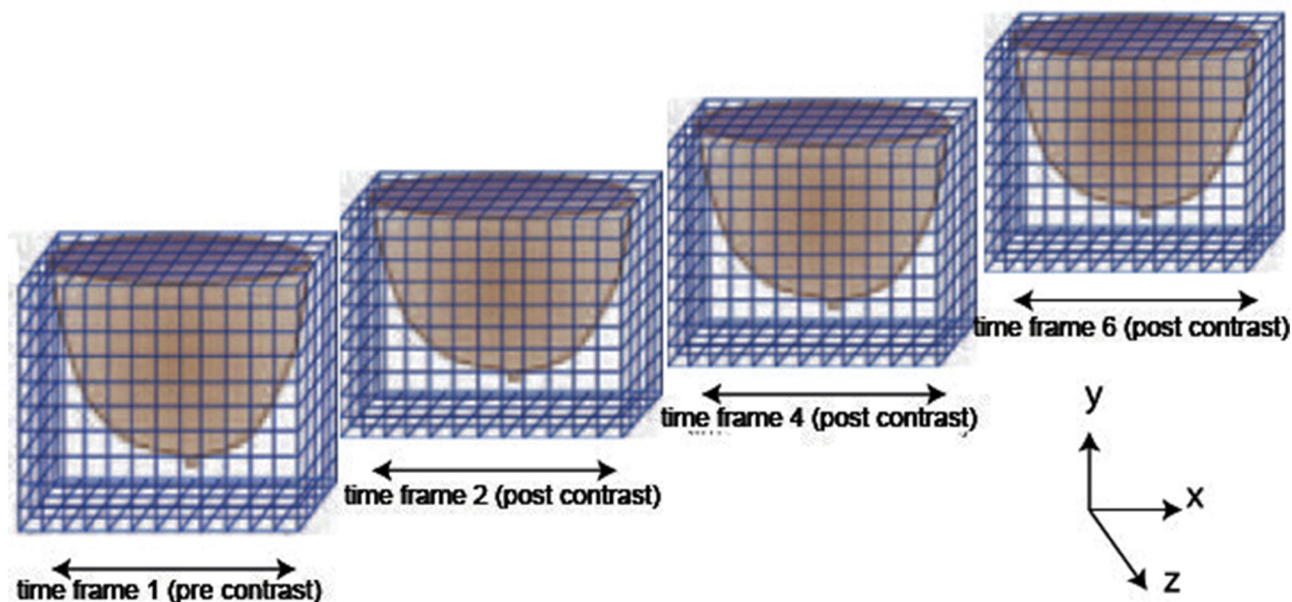 time frame 6 (post contrast)
y
time frame 4 (post contrast)
time frame 2 (post contrast)
x
z
time frame 1 (pre contrast)